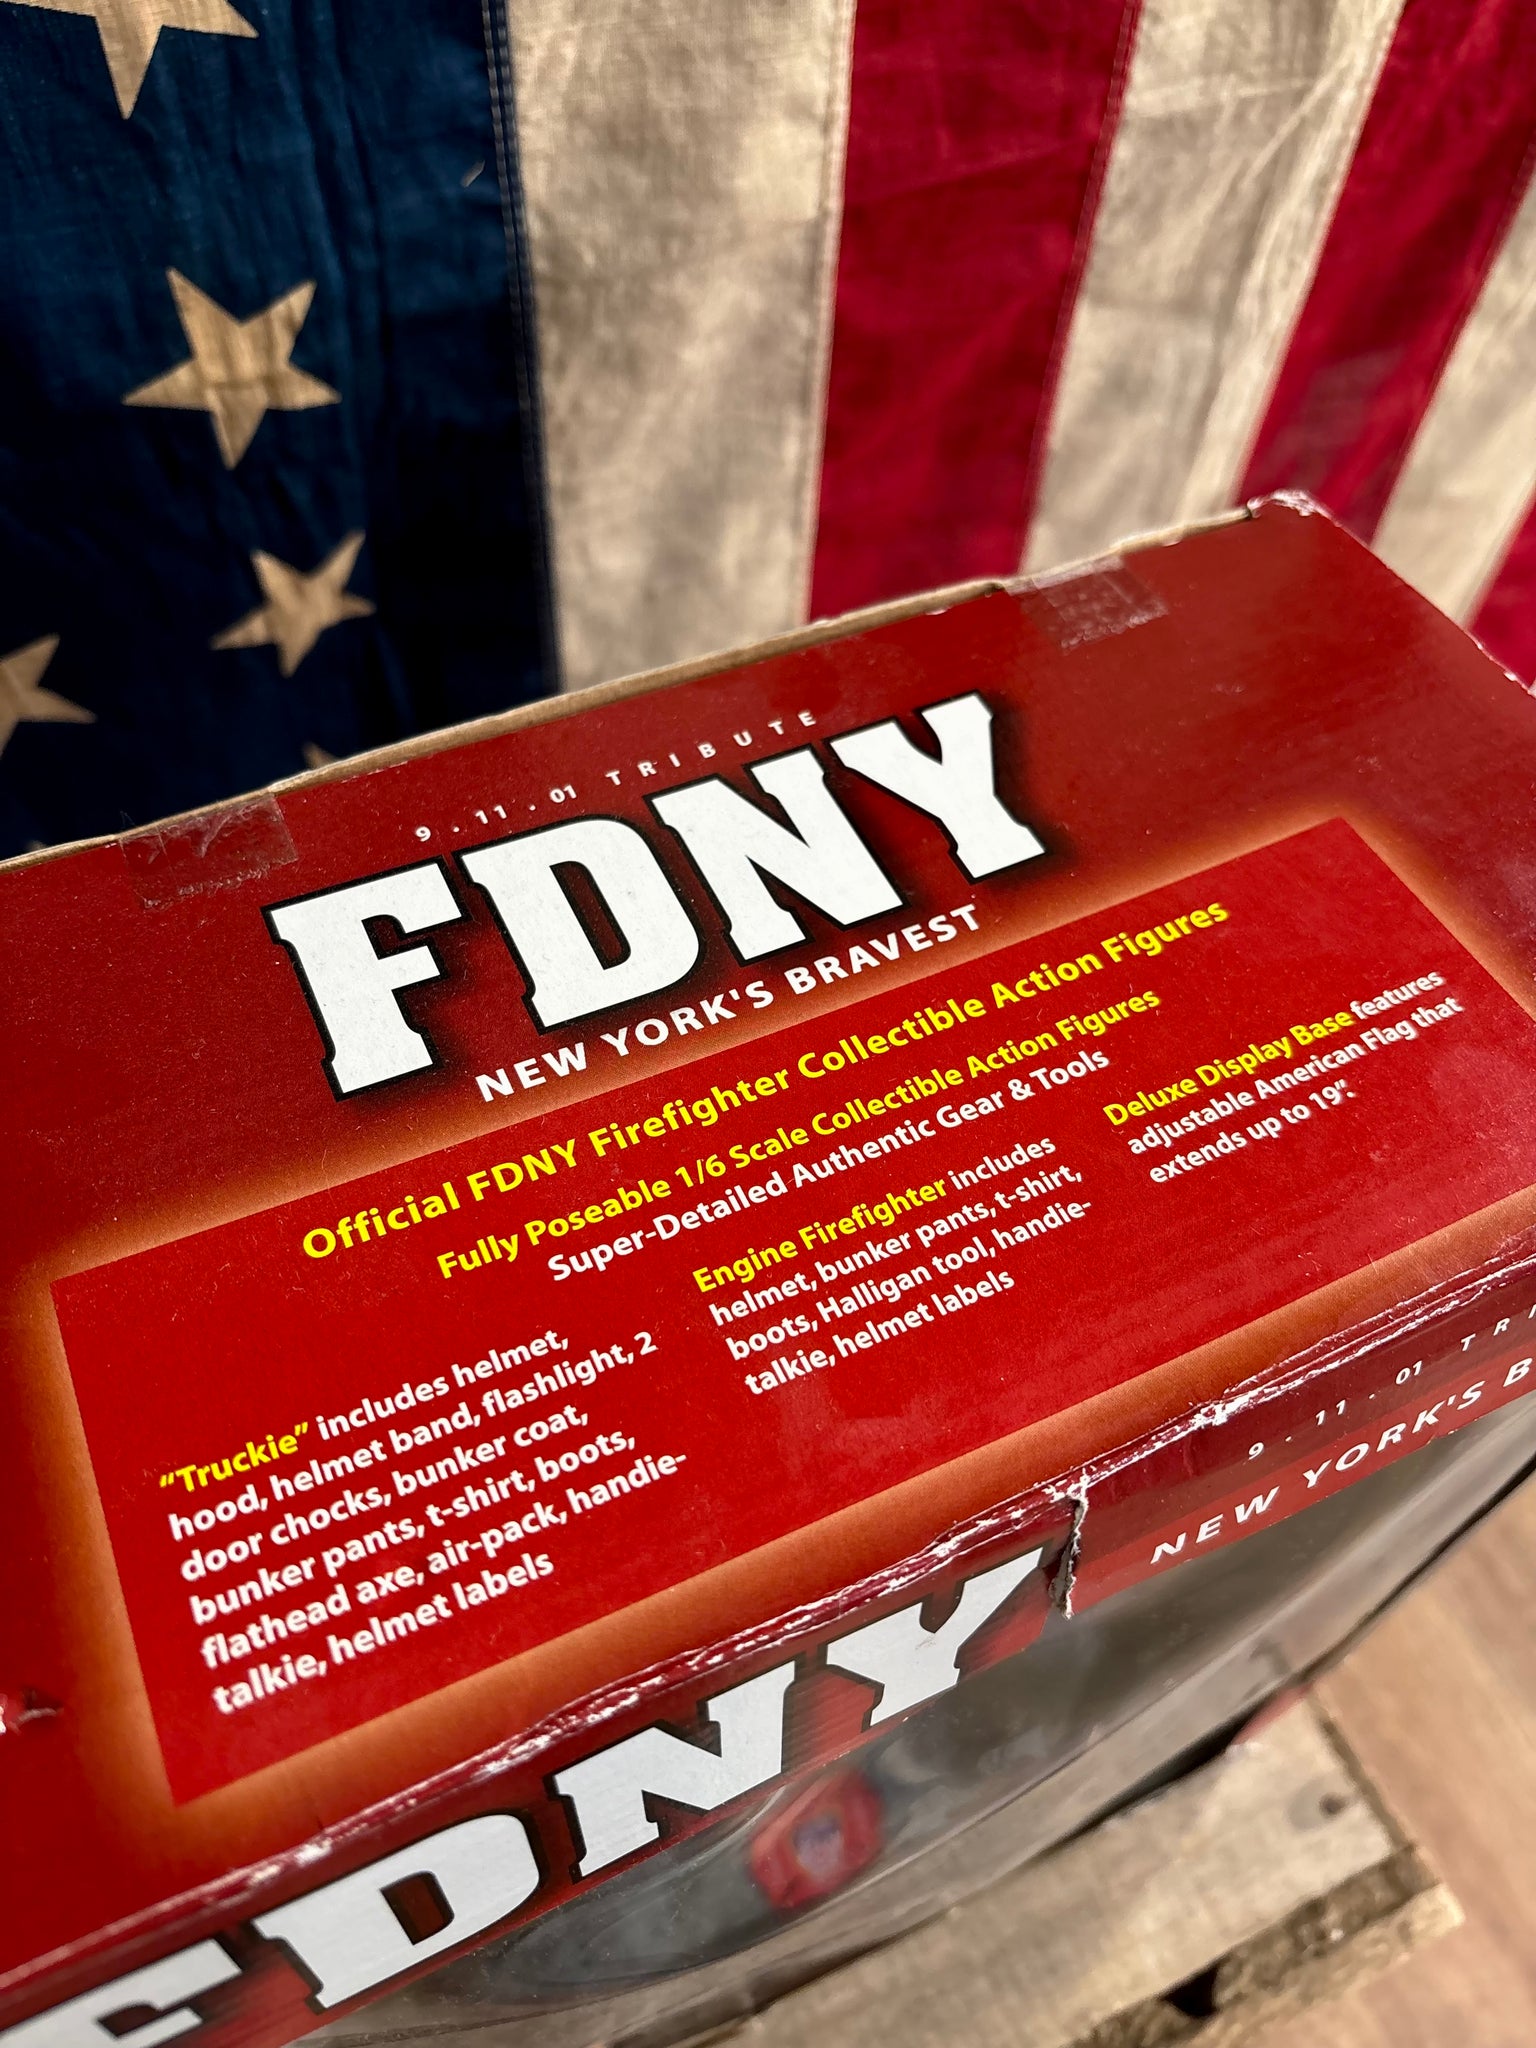 9 . 11 . 01 TRIBUTE
FDNY
NEW YORK'S BRAVEST
Official FDNY Firefighter Collectible Action Figures
Fully Poseable 1/6 Scale Collectible Action Figures
Super-Detailed Authentic Gear & Tools
"Truckie" includes helmet,
hood, helmet band, flashlight, 2
door chocks, bunker coat,
bunker pants, t-shirt, boots,
flathead axe, air-pack, handie-
talkie, helmet labels
Engine Firefighter includes
helmet, bunker pants, t-shirt,
boots, Halligan tool, handie-
talkie, helmet labels
Deluxe Display Base features
adjustable American Flag that
extends up to 19".
9 . 11 . 01 TRI
FDNY
NEW YORK'S B